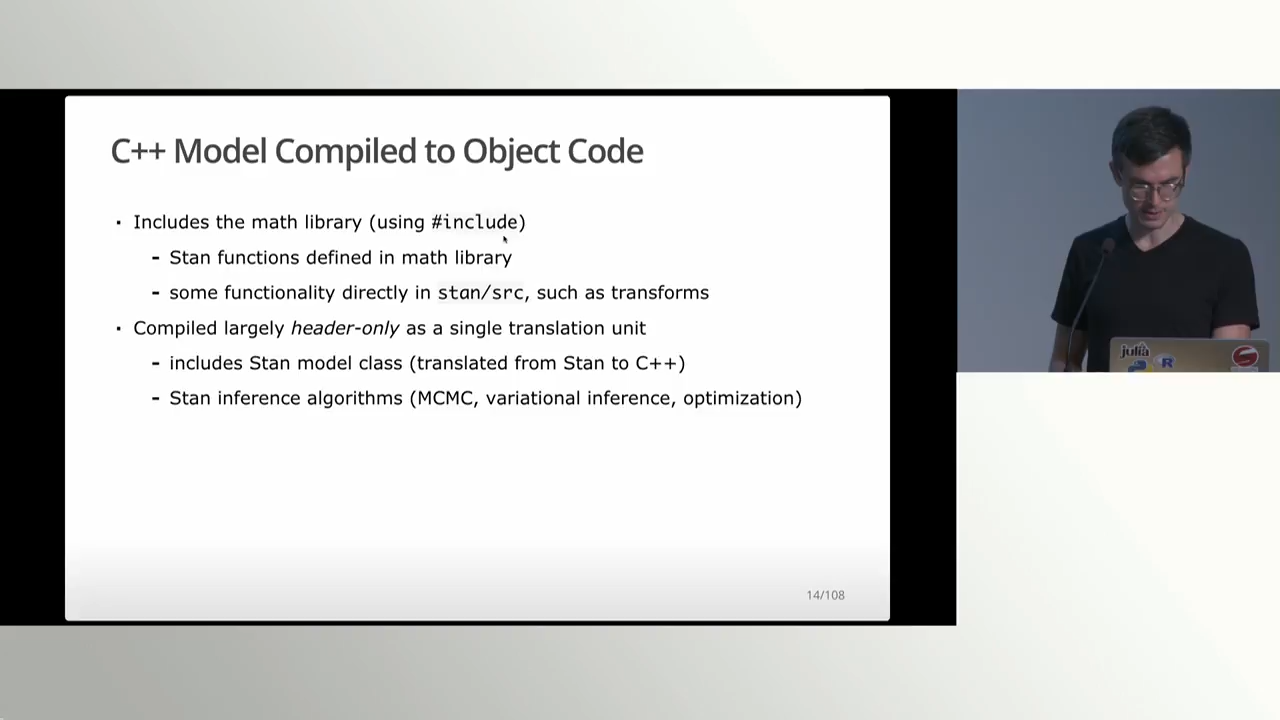 C++ Model Compiled to Object Code
· Includes the math library (using #include)
- Stan functions defined in math library
- some functionality directly in stan/src, such as transforms
· Compiled largely header-only as a single translation unit
- includes Stan model class (translated from Stan to C++)
- Stan inference algorithms (MCMC, variational inference, optimization)
14/108
julia
R